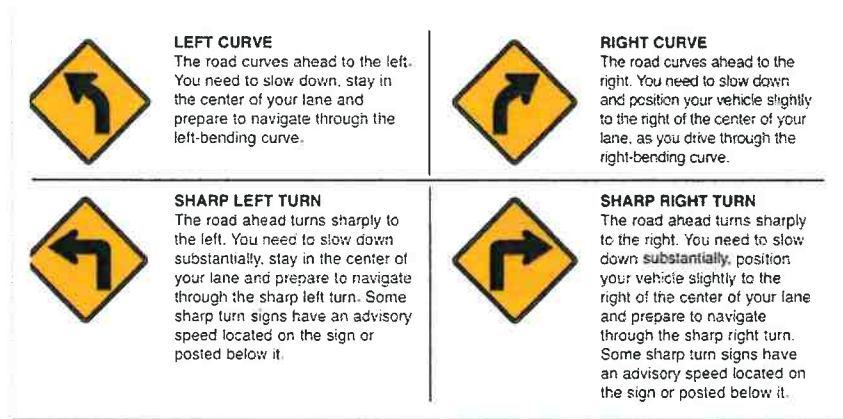 LEFT CURVE
The road curves ahead to the left.
You need to slow down, stay in
the center of your lane and
prepare to navigate through the
left-bending curve.
RIGHT CURVE
The road curves ahead to the
right. You need to slow down
and position your vehicle slightly
to the right of the center of your
lane, as you drive through the
right-bending curve.
SHARP LEFT TURN
The road ahead turns sharply to
the left. You need to slow down
substantially, stay in the center of
your lane and prepare to navigate
through the sharp left turn. Some
sharp turn signs have an advisory
speed located on the sign or
posted below it.
SHARP RIGHT TURN
The road ahead turns sharply
to the right. You need to slow
down substantially, position
your vehicle slightly to the
right of the center of your lane
and prepare to navigate
through the sharp right turn.
Some sharp turn signs have
an advisory speed located on
the sign or posted below it.